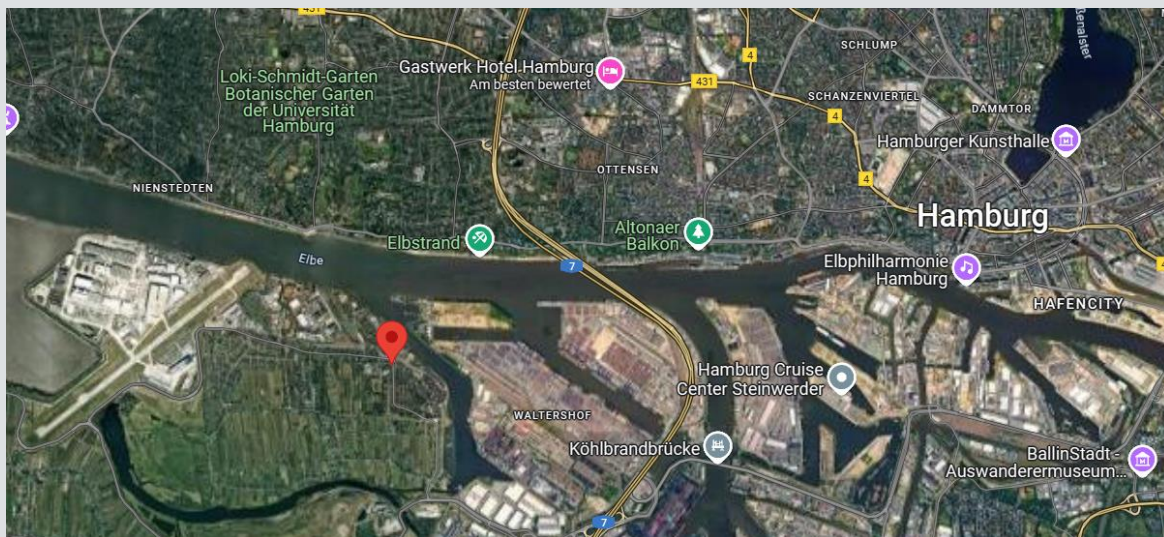 431
ßenalster
SCHLUMP
4
Gastwerk Hotel Hamburg
Am besten bewertet
431
Loki-Schmidt-Garten
Botanischer Garten
der Universität
Hamburg
SCHANZENVIERTEL
DAMMTOR
4
Hamburger Kunsthalle
OTTENSEN
4
NIENSTEDTEN
Hamburg
Altonaer
Balkon
Elbstrand
Elbe
7
Elbphilharmonie
Hamburg
4
HAFENCITY
Hamburg Cruise
Center Steinwerder
WALTERSHOF
Köhlbrandbrücke
BallinStadt -
Auswanderermuseum...
7